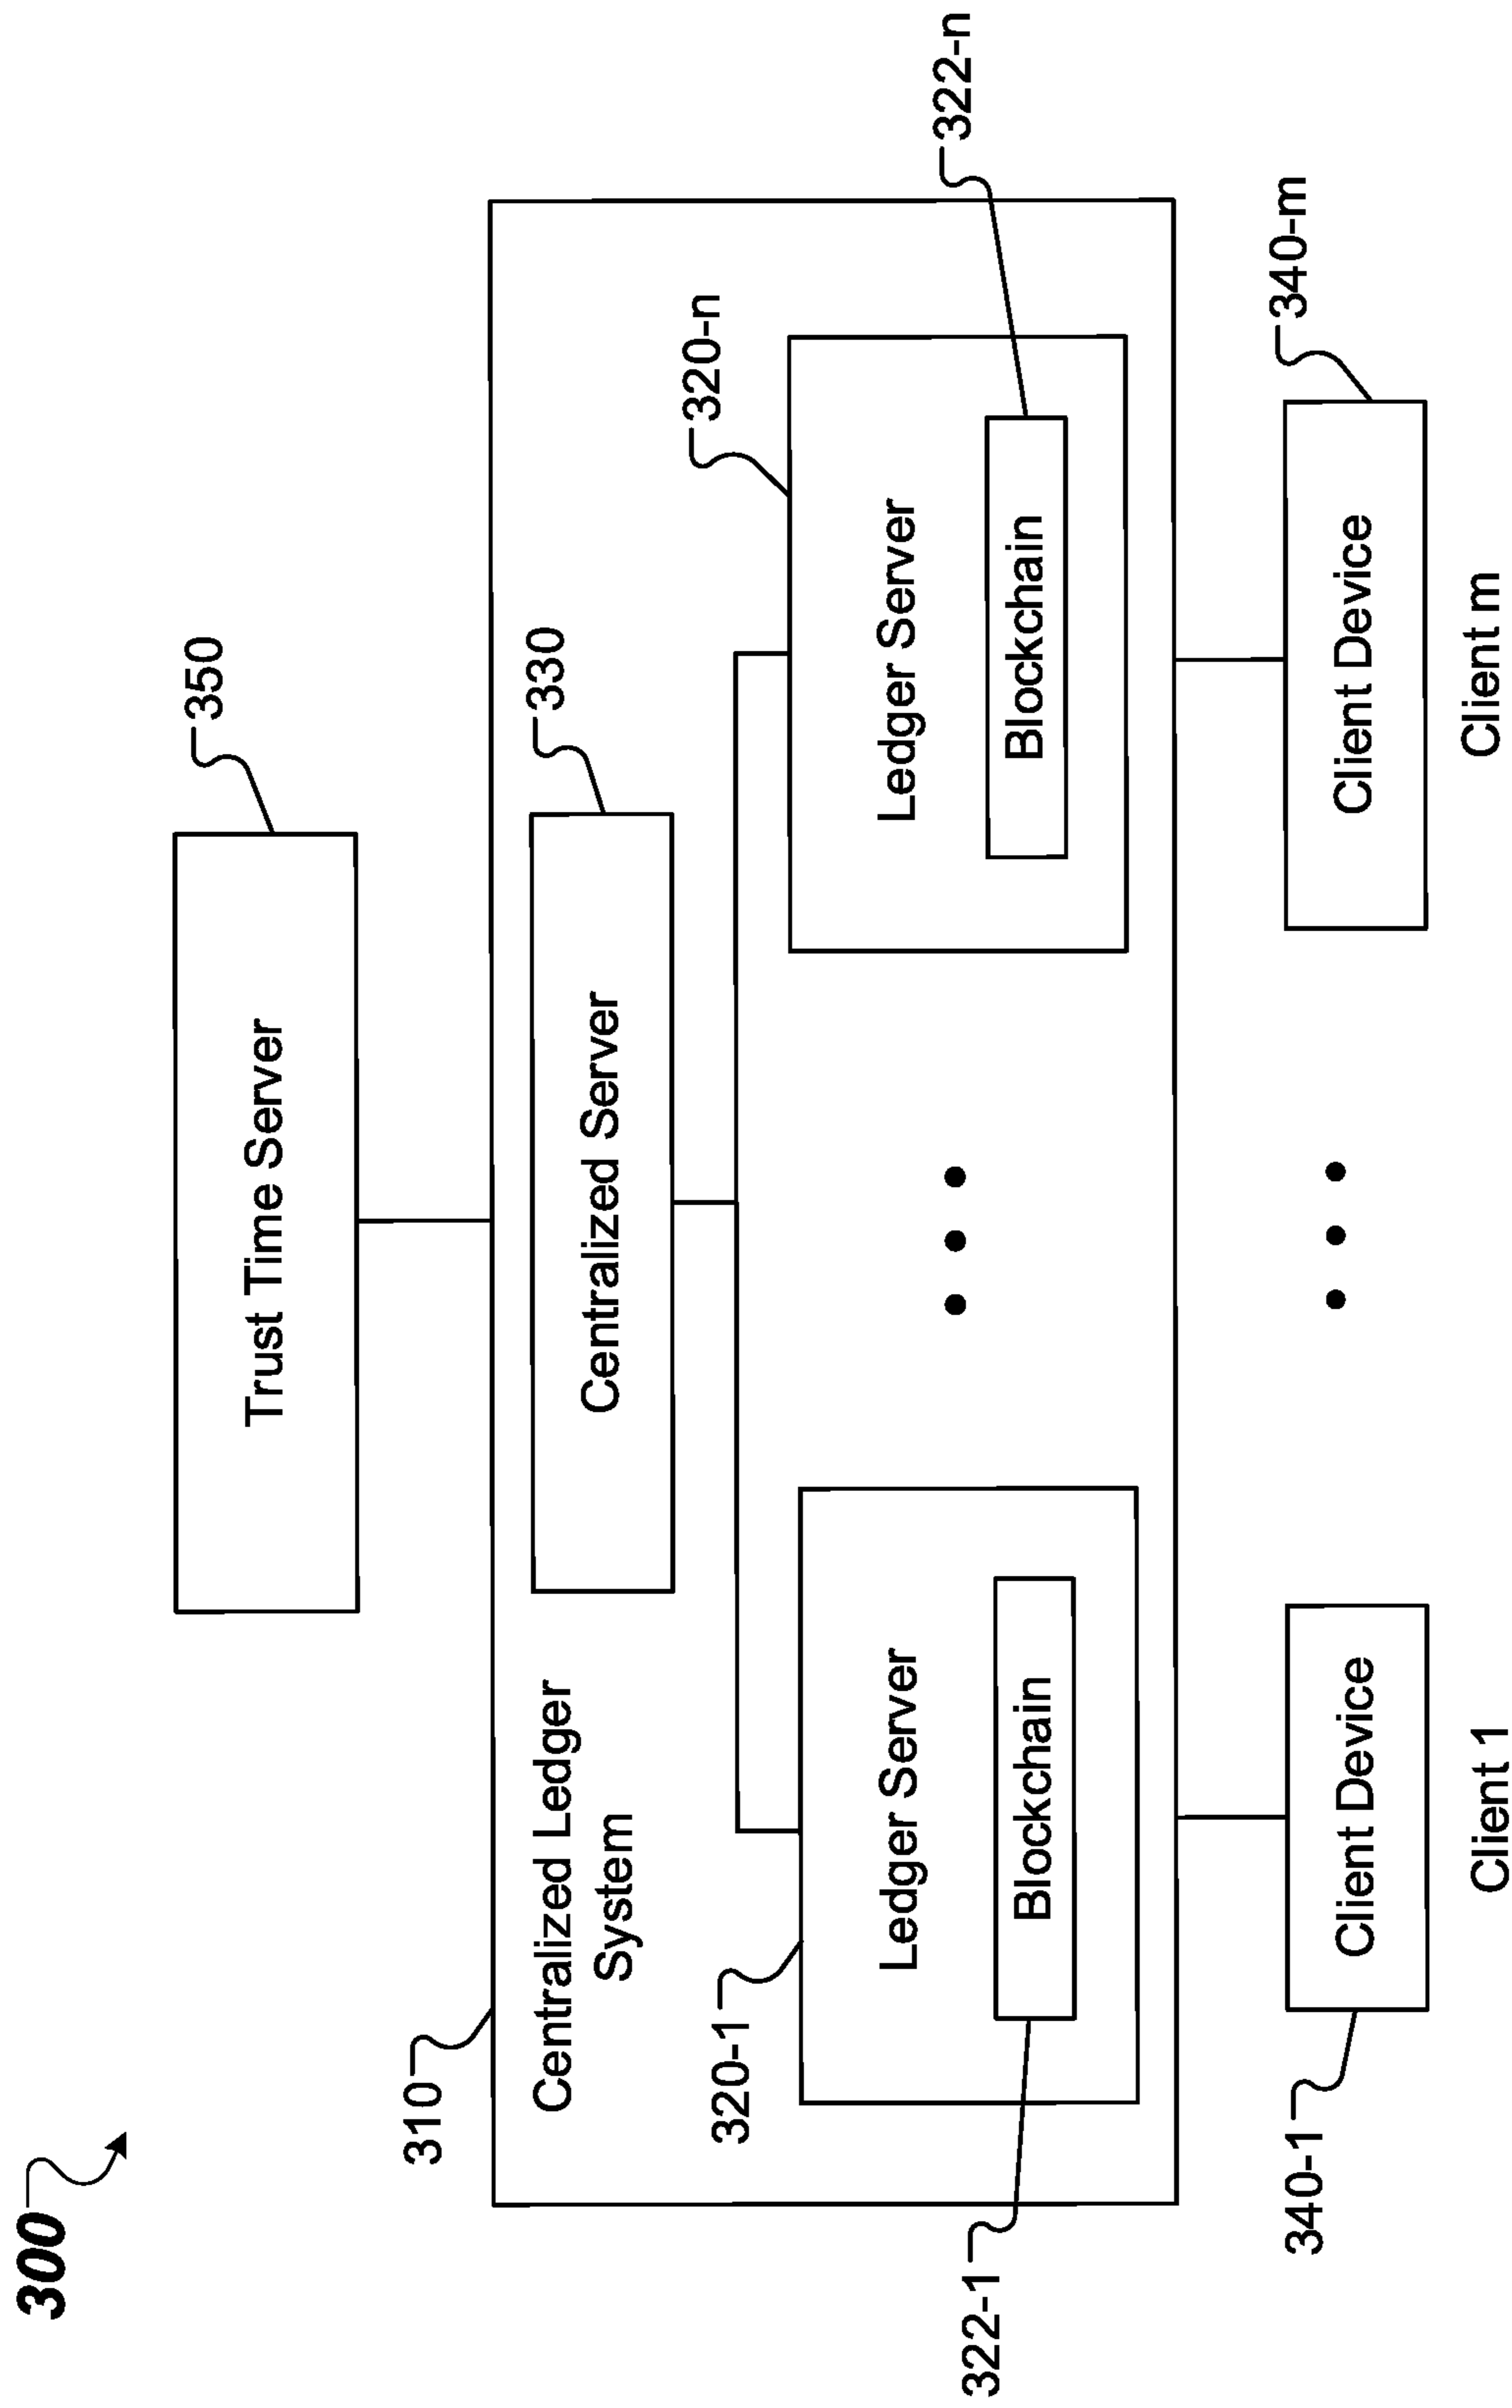 300
350
Trust Time Server
310
Centralized Ledger
System
330
Centralized Server
320-1
Ledger Server
322-1
Blockchain
320-n
Ledger Server
322-n
Blockchain
340-1
Client Device
Client 1
340-m
Client Device
Client m